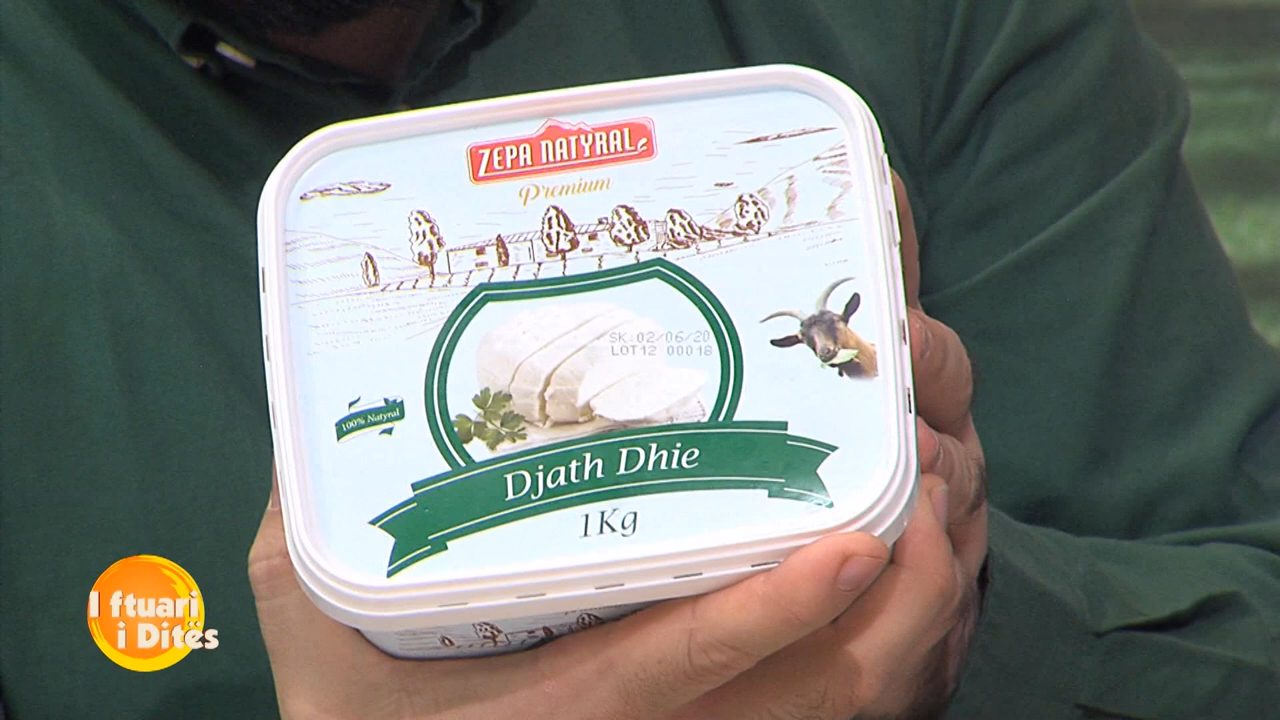 ZEPA NATYRAL
Premium
SK:02/06/20
LOT12 00018
100% Natyral
Djath Dhie
1Kg
I ftuari
i Ditës